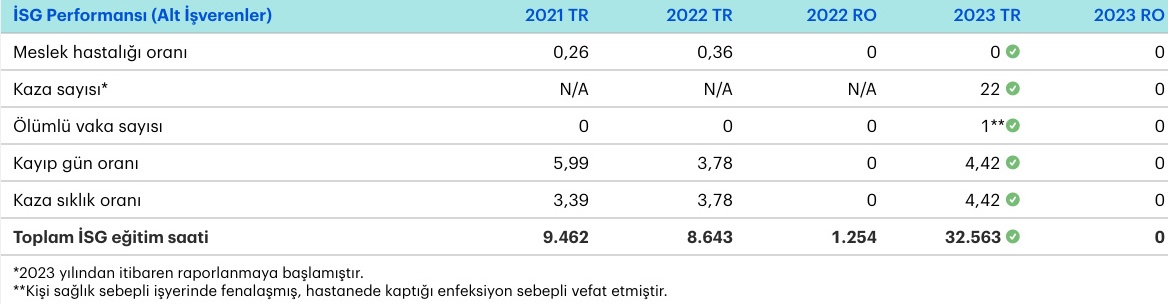 İSG Performansı (Alt İşverenler) 2021 TR 2022 TR 2022 RO 2023 TR 2023 RO
Meslek hastalığı oranı 0,26 0,36 0 0 0
Kaza sayısı* N/A N/A N/A 22 0
Ölümlü vaka sayısı 0 0 0 1** 0
Kayıp gün oranı 5,99 3,78 0 4,42 0
Kaza sıklık oranı 3,39 3,78 0 4,42 0
Toplam İSG eğitim saati 9.462 8.643 1.254 32.563 0
*2023 yılından itibaren raporlanmaya başlamıştır.
**Kişi sağlık sebepli işyerinde fenalaşmış, hastanede kaptığı enfeksiyon sebepli vefat etmiştir.